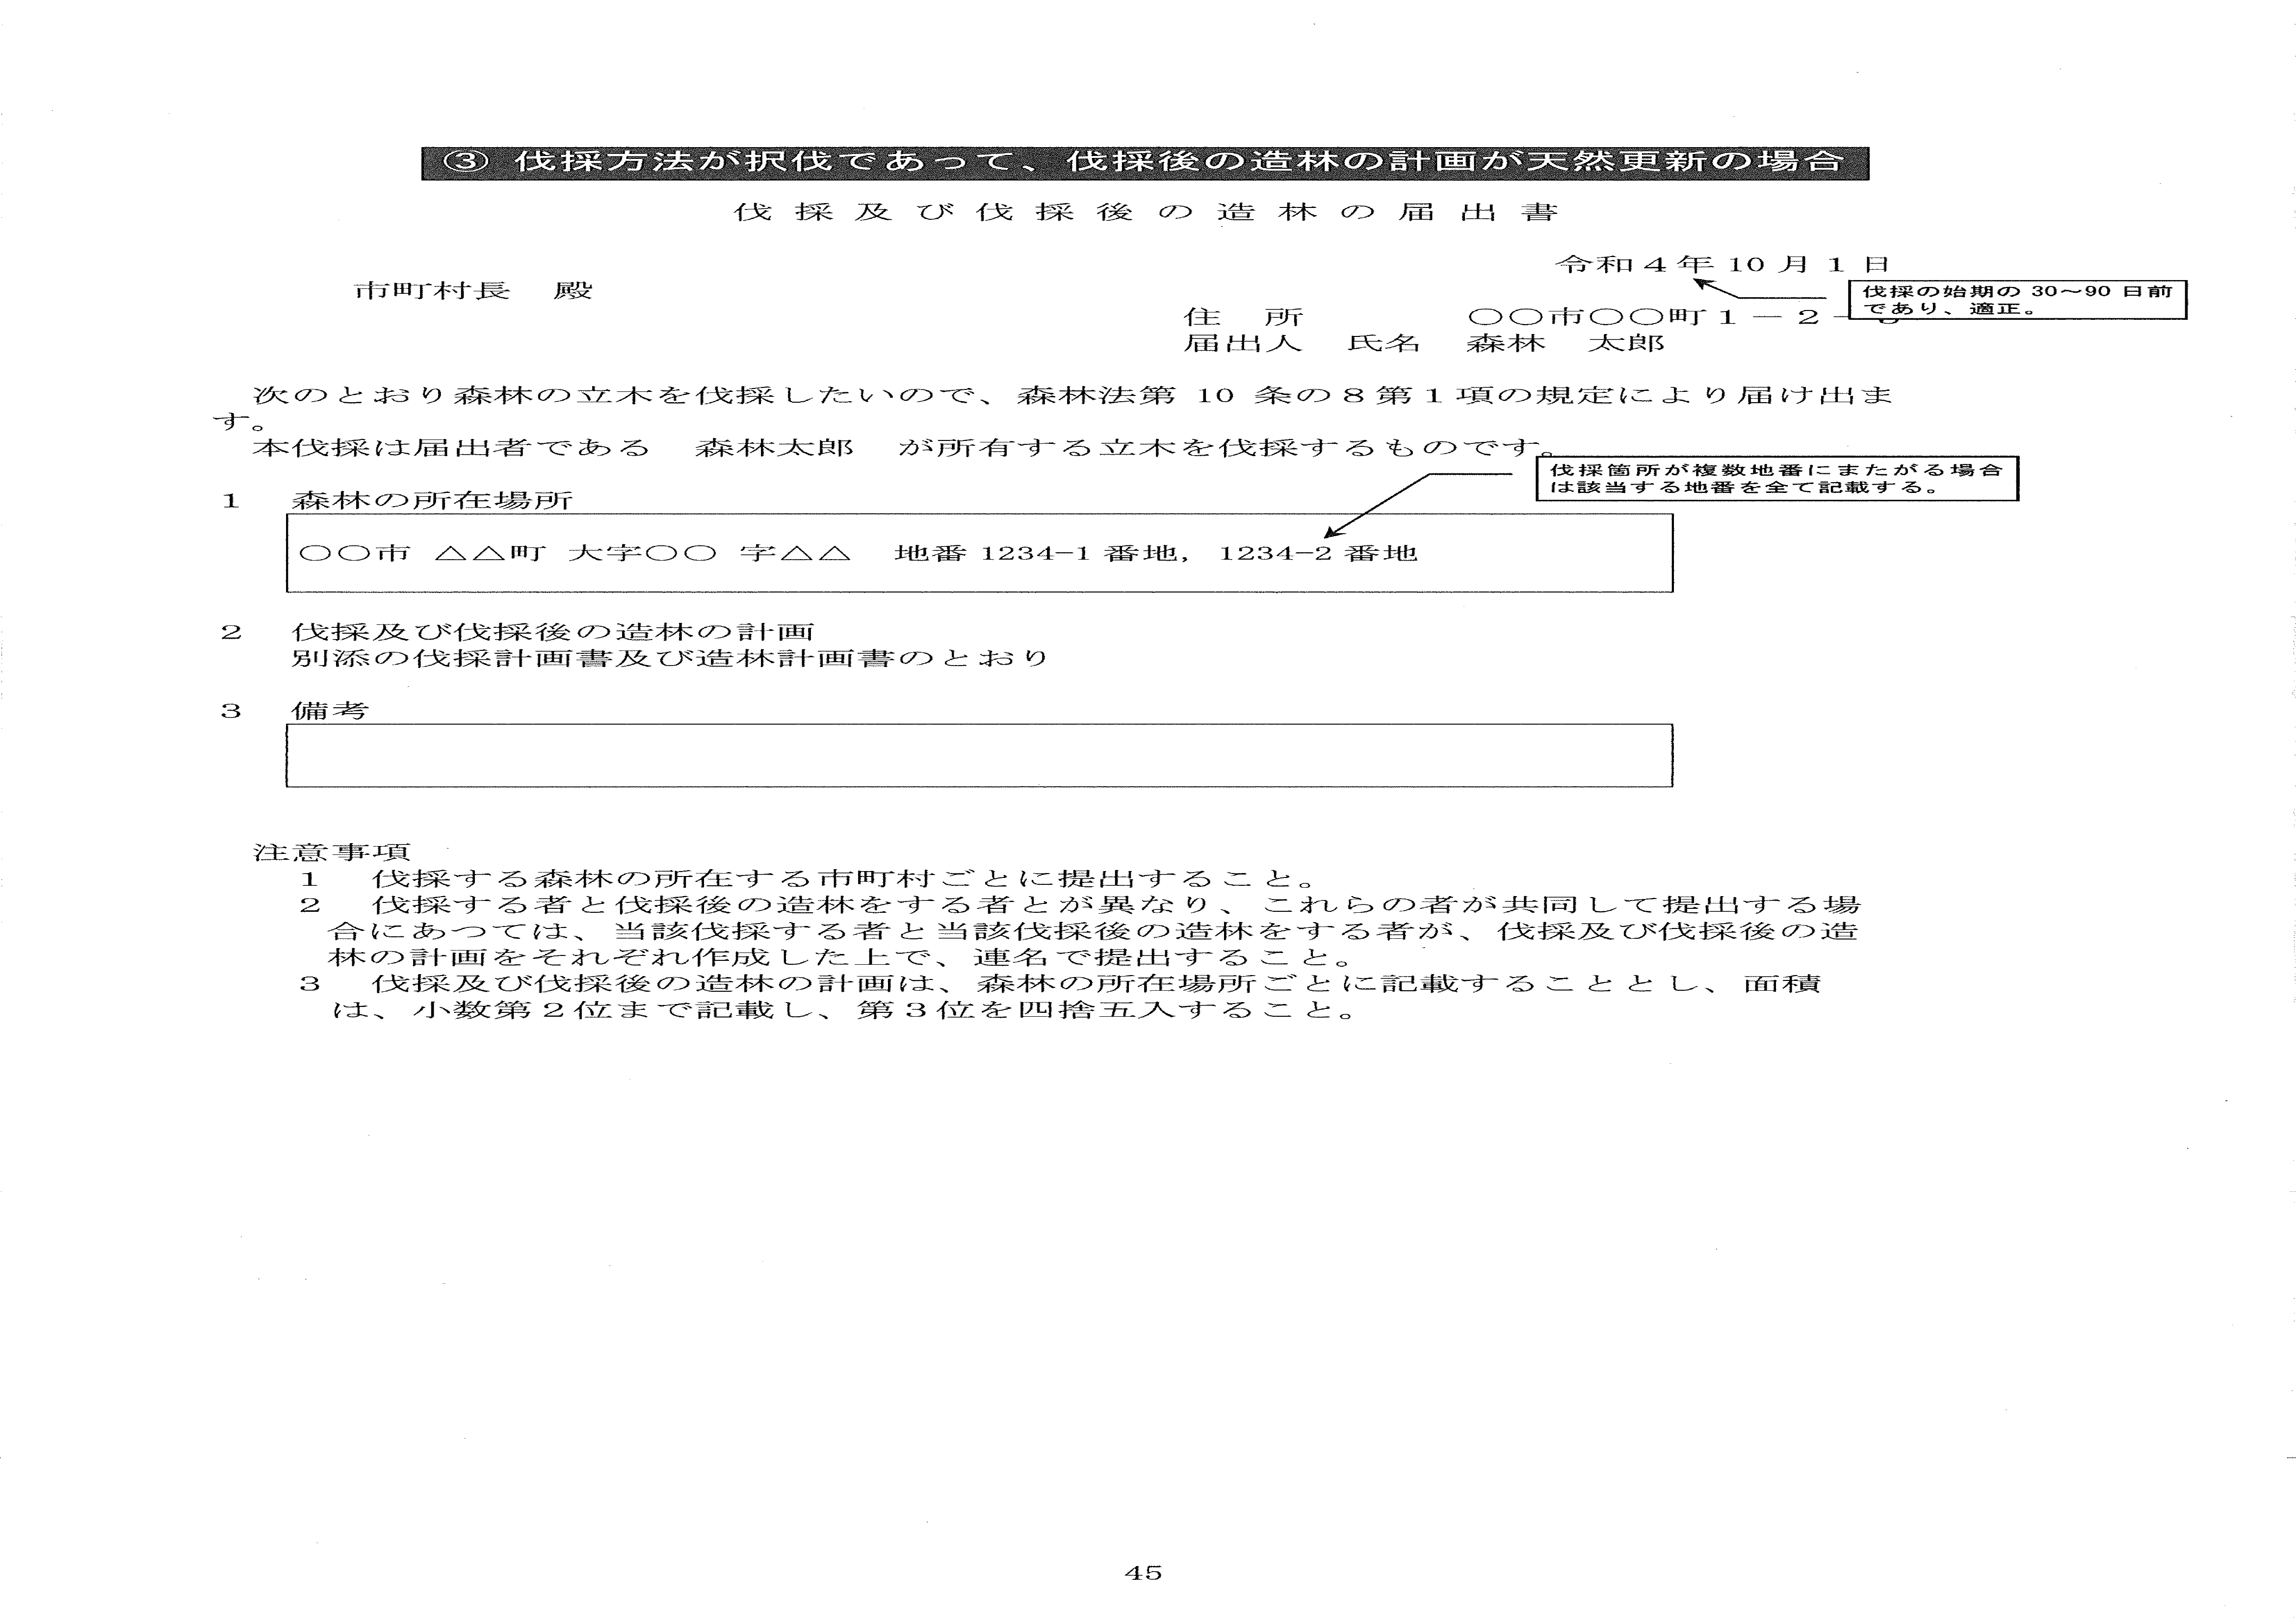 ③ 伐採方法が択伐であって、伐採後の造林の計画が天然更新の場合
伐採及び伐採後の造林の届出書
令和4年10月1日
市町村長　殿
伐採の始期の 30～90 日前
であり、適正。
住　所　　　　○○市○○町1－2－
届出人　氏名　森林　太郎
次のとおり森林の立木を伐採したいので、森林法第 10 条の8第1項の規定により届け出ま
す。
本伐採は届出者である　森林太郎　が所有する立木を伐採するものです。
伐採箇所が複数地番にまたがる場合
は該当する地番を全て記載する。
1　森林の所在場所
○○市 △△町 大字○○ 字△△　地番 1234-1 番地, 1234-2 番地
2　伐採及び伐採後の造林の計画
別添の伐採計画書及び造林計画書のとおり
3　備考
注意事項
1　伐採する森林の所在する市町村ごとに提出すること。
2　伐採する者と伐採後の造林をする者とが異なり、これらの者が共同して提出する場
合にあつては、当該伐採する者と当該伐採後の造林をする者が、伐採及び伐採後の造
林の計画をそれぞれ作成した上で、連名で提出すること。
3　伐採及び伐採後の造林の計画は、森林の所在場所ごとに記載することとし、面積
は、小数第2位まで記載し、第3位を四捨五入すること。
45